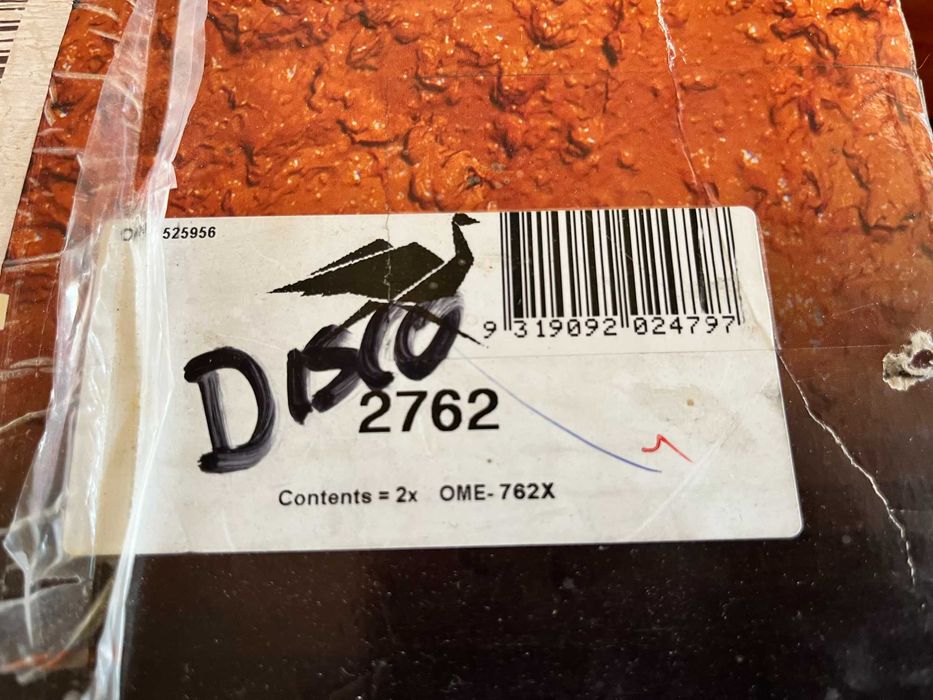 525956
9 319092 024797
Disco
2762
Contents = 2x OME- 762X